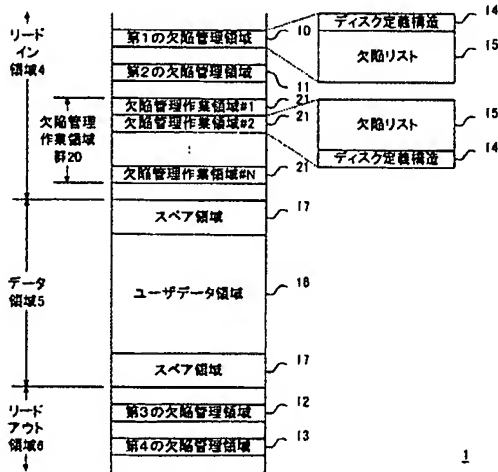 リード
イン
領域4
第1の欠陥管理領域
10
第2の欠陥管理領域
11
欠陥管理
作業領域
群20
欠陥管理作業領域#1
21
欠陥管理作業領域#2
21
:
欠陥管理作業領域#N
21
ディスク定義構造
14
欠陥リスト
15
欠陥リスト
15
ディスク定義構造
14
データ
領域5
スペア領域
17
ユーザデータ領域
16
スペア領域
17
リード
アウト
領域6
第3の欠陥管理領域
12
第4の欠陥管理領域
13
1